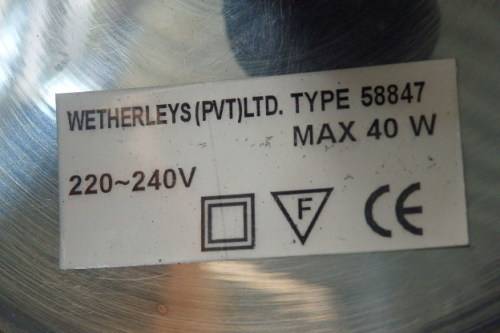 WETHERLEYS (PVT)LTD. TYPE 58847
MAX 40 W
220~240V
F
CE